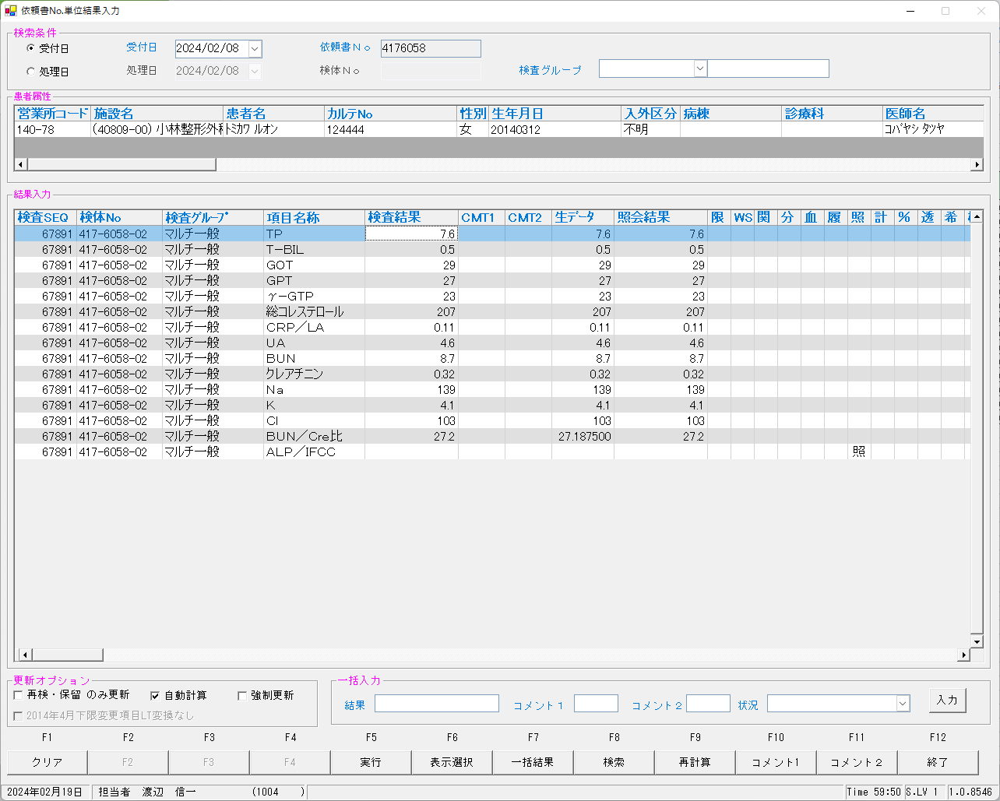 依頼書No.単位結果入力
検索条件
受付日 受付日 2024/02/08 依頼書Ｎｏ 4176058
処理日 処理日 2024/02/08 検体Ｎｏ 検査グループ
患者属性
営業所コード 施設名 患者名 カルテNo 性別 生年月日 入外区分 病棟 診療科 医師名
140-78 (40809-00) 小林整形外科 ﾄﾐｶﾜ ﾙｵﾝ 124444 女 20140312 不明 ｺﾊﾞﾔｼ ﾀﾂﾔ
結果入力
検査SEQ 検体No 検査ｸﾞﾙｰﾌﾟ 項目名称 検査結果 CMT1 CMT2 生ﾃﾞｰﾀ 照会結果 限 WS 関 分 血 履 照 計 % 透 希
67891 417-6058-02 マルチ一般 ＴＰ 7.6 7.6 7.6
67891 417-6058-02 マルチ一般 Ｔ－ＢＩＬ 0.5 0.5 0.5
67891 417-6058-02 マルチ一般 ＧＯＴ 29 29 29
67891 417-6058-02 マルチ一般 ＧＰＴ 27 27 27
67891 417-6058-02 マルチ一般 γ－ＧＴＰ 23 23 23
67891 417-6058-02 マルチ一般 総コレステロール 207 207 207
67891 417-6058-02 マルチ一般 ＣＲＰ／ＬＡ 0.11 0.11 0.11
67891 417-6058-02 マルチ一般 ＵＡ 4.6 4.6 4.6
67891 417-6058-02 マルチ一般 ＢＵＮ 8.7 8.7 8.7
67891 417-6058-02 マルチ一般 クレアチニン 0.32 0.32 0.32
67891 417-6058-02 マルチ一般 Ｎａ 139 139 139
67891 417-6058-02 マルチ一般 Ｋ 4.1 4.1 4.1
67891 417-6058-02 マルチ一般 Ｃｌ 103 103 103
67891 417-6058-02 マルチ一般 ＢＵＮ／Ｃｒｅ比 27.2 27.187500 27.2
67891 417-6058-02 マルチ一般 ＡＬＰ／ＩＦＣＣ 照
更新オプション
再検・保留 のみ更新 自動計算 強制更新
2014年4月下限変更項目LT変換なし
一括入力
結果 コメント１ コメント２ 状況 入力
F1 F2 F3 F4 F5 F6 F7 F8 F9 F10 F11 F12
クリア F2 F3 F4 実行 表示選択 一括結果 検索 再計算 コメント1 コメント２ 終了
2024年02月19日 担当者 渡辺 信一 (1004 ) Time 59:50 S.LV 1 1.0.8546